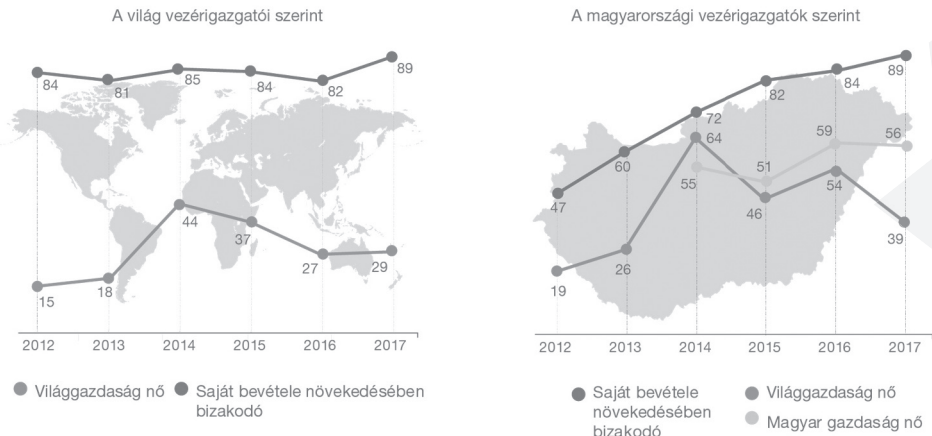 A világ vezérigazgatói szerint
84
81
85
84
82
89
15
18
44
37
27
29
2012 2013 2014 2015 2016 2017
Világgazdaság nő
Saját bevétele növekedésében
bizakodó
A magyarországi vezérigazgatók szerint
47
60
72
82
84
89
64
55
51
59
56
19
26
46
54
39
2012 2013 2014 2015 2016 2017
Saját bevétele
növekedésében
bizakodó
Világgazdaság nő
Magyar gazdaság nő